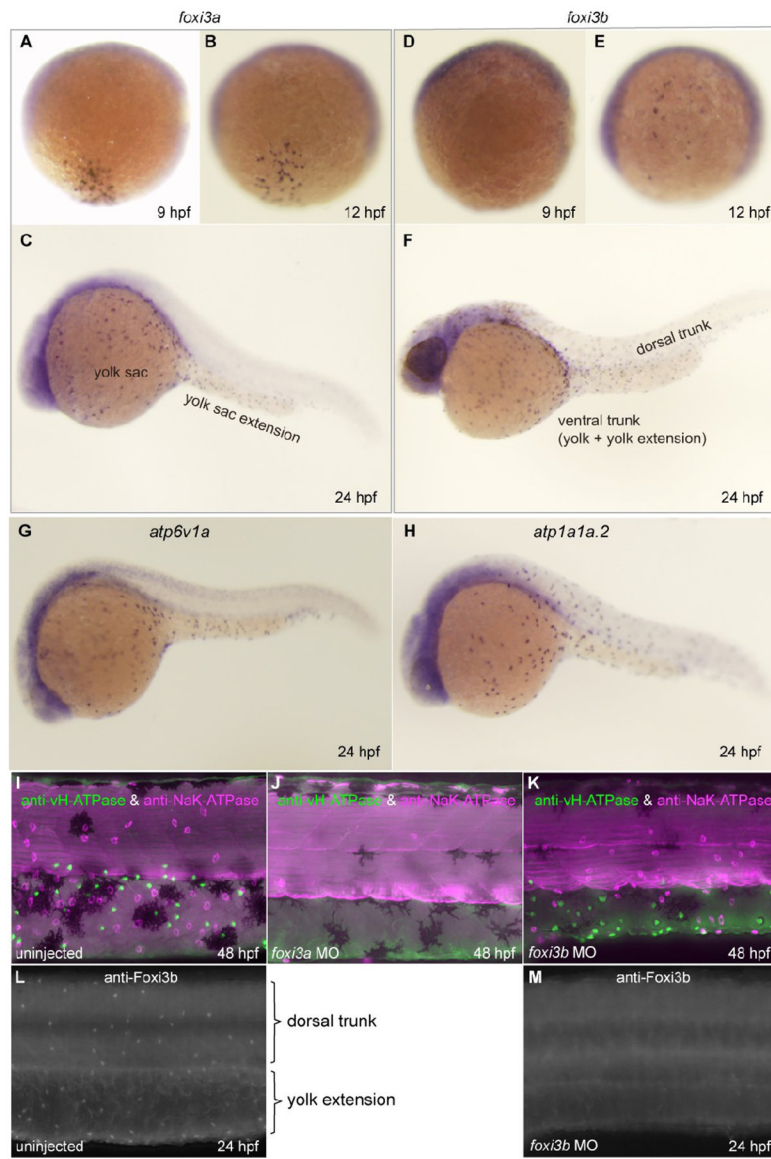 foxi3a
foxi3b
A
B
D
E
9 hpf
12 hpf
9 hpf
12 hpf
C
yolk sac
yolk sac extension
24 hpf
F
dorsal trunk
ventral trunk
(yolk + yolk extension)
24 hpf
G
atp6v1a
24 hpf
H
atp1a1a.2
24 hpf
I
anti-vH-ATPase & anti-NaK-ATPase
uninjected
48 hpf
J
anti-vH-ATPase & anti-NaK-ATPase
foxi3a MO
48 hpf
K
anti-vH-ATPase & anti-NaK-ATPase
foxi3b MO
48 hpf
L
anti-Foxi3b
uninjected
24 hpf
dorsal trunk
yolk extension
M
anti-Foxi3b
foxi3b MO
24 hpf